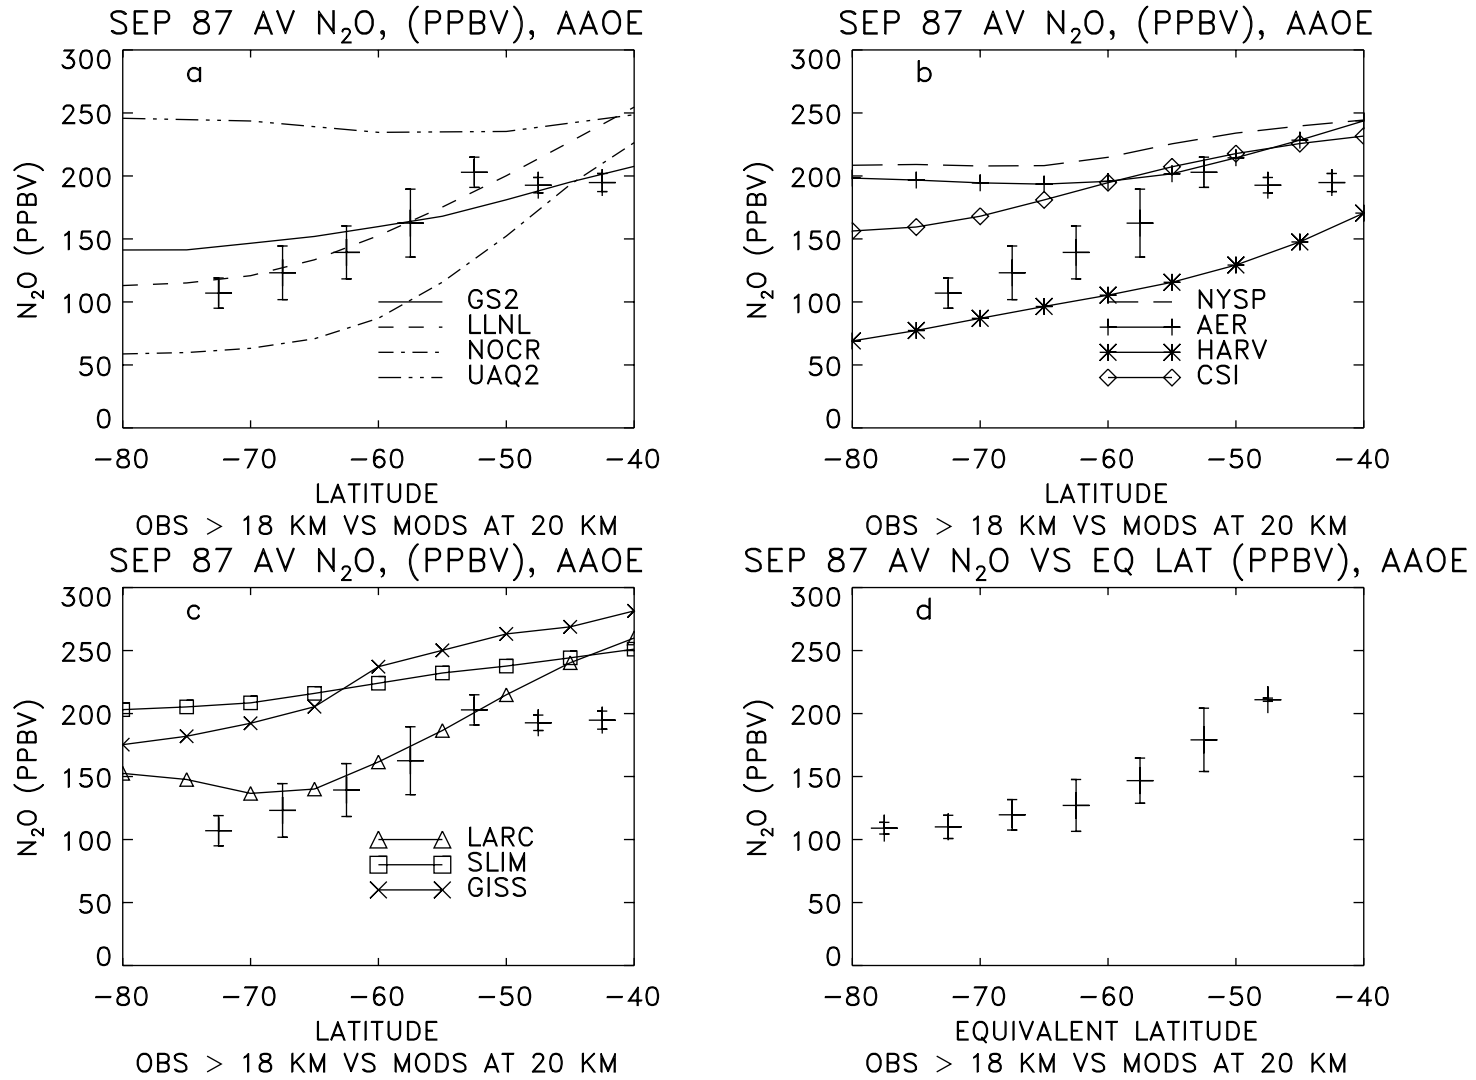 SEP 87 AV N₂O, (PPBV), AAOE
a
300
250
200
150
100
50
0
N₂O (PPBV)
GS2
LLNL
NOCR
UAQ2
−80 −70 −60 −50 −40
LATITUDE
OBS > 18 KM VS MODS AT 20 KM
SEP 87 AV N₂O, (PPBV), AAOE
b
300
250
200
150
100
50
0
N₂O (PPBV)
NYSP
AER
HARV
CSI
−80 −70 −60 −50 −40
LATITUDE
OBS > 18 KM VS MODS AT 20 KM
SEP 87 AV N₂O, (PPBV), AAOE
c
300
250
200
150
100
50
0
N₂O (PPBV)
LARC
SLIM
GISS
−80 −70 −60 −50 −40
LATITUDE
OBS > 18 KM VS MODS AT 20 KM
SEP 87 AV N₂O VS EQ LAT (PPBV), AAOE
d
300
250
200
150
100
50
0
N₂O (PPBV)
−80 −70 −60 −50 −40
EQUIVALENT LATITUDE
OBS > 18 KM VS MODS AT 20 KM